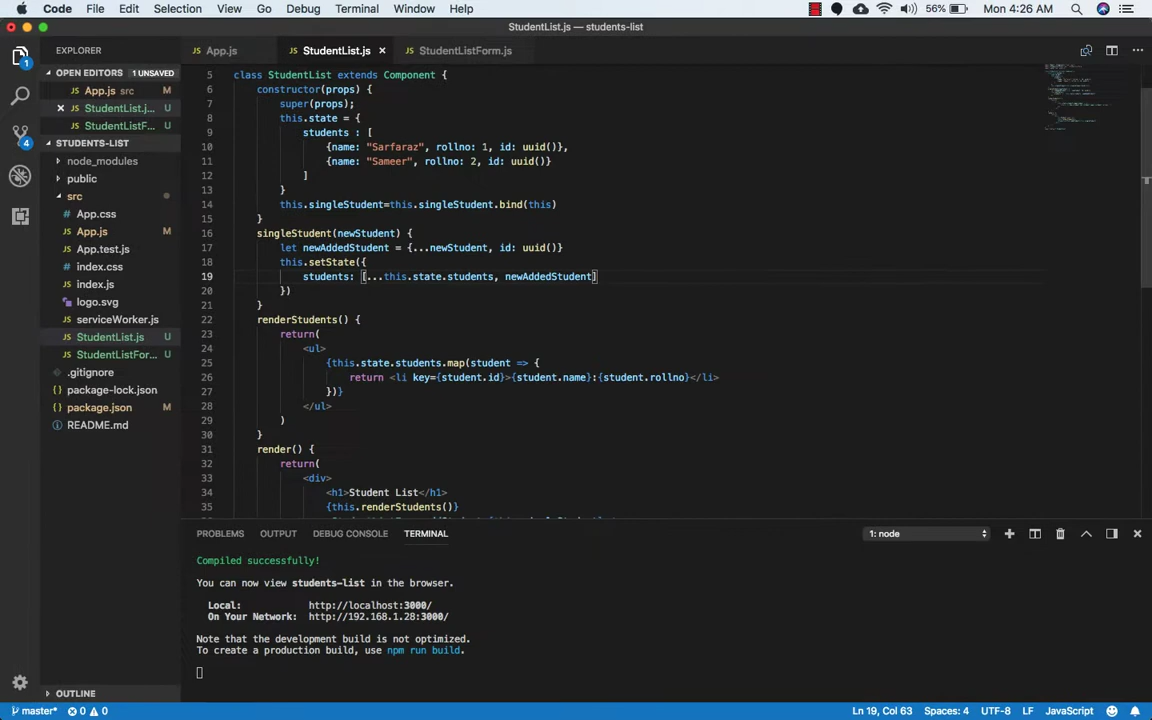 Code File Edit Selection View Go Debug Terminal Window Help 56% Mon 4:26 AM
StudentList.js — students-list
EXPLORER
App.js StudentList.js × StudentListForm.js
OPEN EDITORS 1 UNSAVED
App.js src M
× StudentList.j... U
StudentListF... U
STUDENTS-LIST
node_modules
public
src
App.css
App.js M
App.test.js
index.css
index.js
logo.svg
serviceWorker.js
StudentList.js U
StudentListFor... U
.gitignore
package-lock.json
package.json M
README.md
OUTLINE
1
4
5 class StudentList extends Component {
6 constructor(props) {
7 super(props);
8 this.state = {
9 students : [
10 {name: "Sarfaraz", rollno: 1, id: uuid()},
11 {name: "Sameer", rollno: 2, id: uuid()}
12 ]
13 }
14 this.singleStudent=this.singleStudent.bind(this)
15 }
16 singleStudent(newStudent) {
17 let newAddedStudent = {...newStudent, id: uuid()}
18 this.setState({
19 students: [...this.state.students, newAddedStudent]
20 })
21 }
22 renderStudents() {
23 return(
24 <ul>
25 {this.state.students.map(student => {
26 return <li key={student.id}>{student.name}:{student.rollno}</li>
27 })}
28 </ul>
29 )
30 }
31 render() {
32 return(
33 <div>
34 <h1>Student List</h1>
35 {this.renderStudents()}
PROBLEMS OUTPUT DEBUG CONSOLE TERMINAL 1: node
Compiled successfully!
You can now view students-list in the browser.
Local: http://localhost:3000/
On Your Network: http://192.168.1.28:3000/
Note that the development build is not optimized.
To create a production build, use npm run build.
master* 0 0 Ln 19, Col 63 Spaces: 4 UTF-8 LF JavaScript